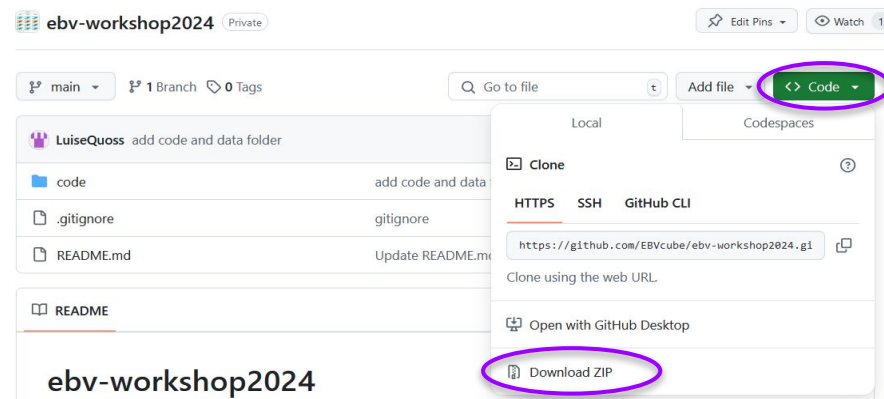 ebv-workshop2024 Private Edit Pins Watch 1
main 1 Branch 0 Tags Go to file t Add file <> Code
LuiseQuoss add code and data folder
code add code and data
.gitignore gitignore
README.md Update README.m
README
ebv-workshop2024
Local Codespaces
Clone
HTTPS SSH GitHub CLI
https://github.com/EBVcube/ebv-workshop2024.gi
Clone using the web URL.
Open with GitHub Desktop
Download ZIP